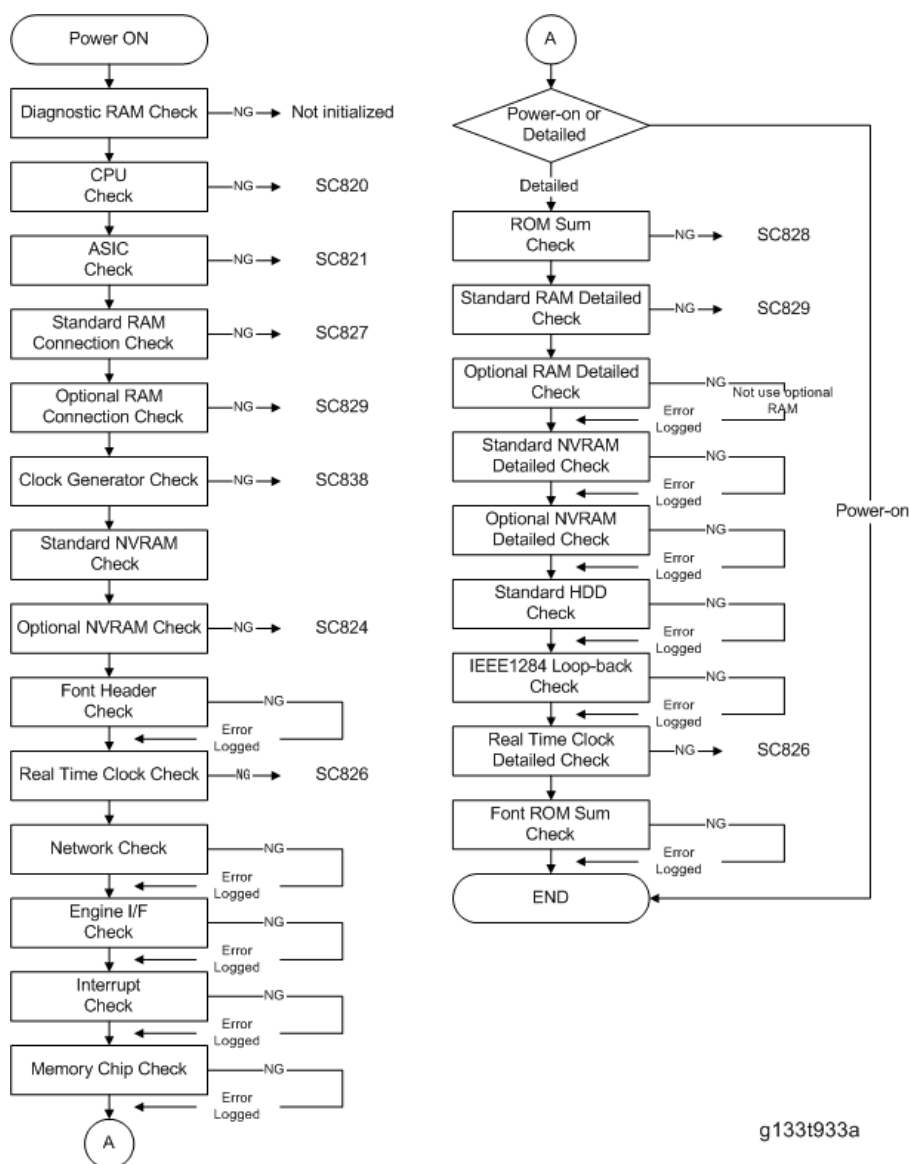 Power ON
Diagnostic RAM Check
NG
Not initialized
CPU
Check
NG
SC820
ASIC
Check
NG
SC821
Standard RAM
Connection Check
NG
SC827
Optional RAM
Connection Check
NG
SC829
Clock Generator Check
NG
SC838
Standard NVRAM
Check
Optional NVRAM Check
NG
SC824
Font Header
Check
NG
Error
Logged
Real Time Clock Check
NG
SC826
Network Check
NG
Error
Logged
Engine I/F
Check
NG
Error
Logged
Interrupt
Check
NG
Error
Logged
Memory Chip Check
NG
Error
Logged
A
A
Power-on or
Detailed
Detailed
Power-on
ROM Sum
Check
NG
SC828
Standard RAM Detailed
Check
NG
SC829
Optional RAM Detailed
Check
NG
Not use optional
RAM
Error
Logged
Standard NVRAM
Detailed Check
NG
Error
Logged
Optional NVRAM
Detailed Check
NG
Error
Logged
Standard HDD
Check
NG
Error
Logged
IEEE1284 Loop-back
Check
NG
Error
Logged
Real Time Clock
Detailed Check
NG
SC826
Font ROM Sum
Check
NG
Error
Logged
END
g133t933a